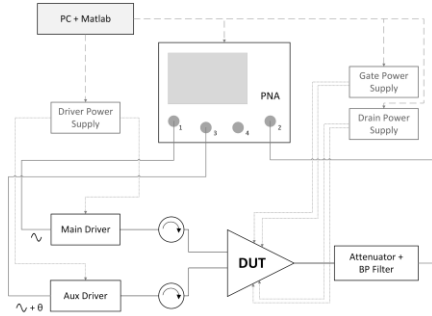 PC + Matlab
PNA
1
3
4
2
Gate Power
Supply
Drain Power
Supply
Driver Power
Supply
Main Driver
Aux Driver
+ θ
DUT
Attenuator +
BP Filter